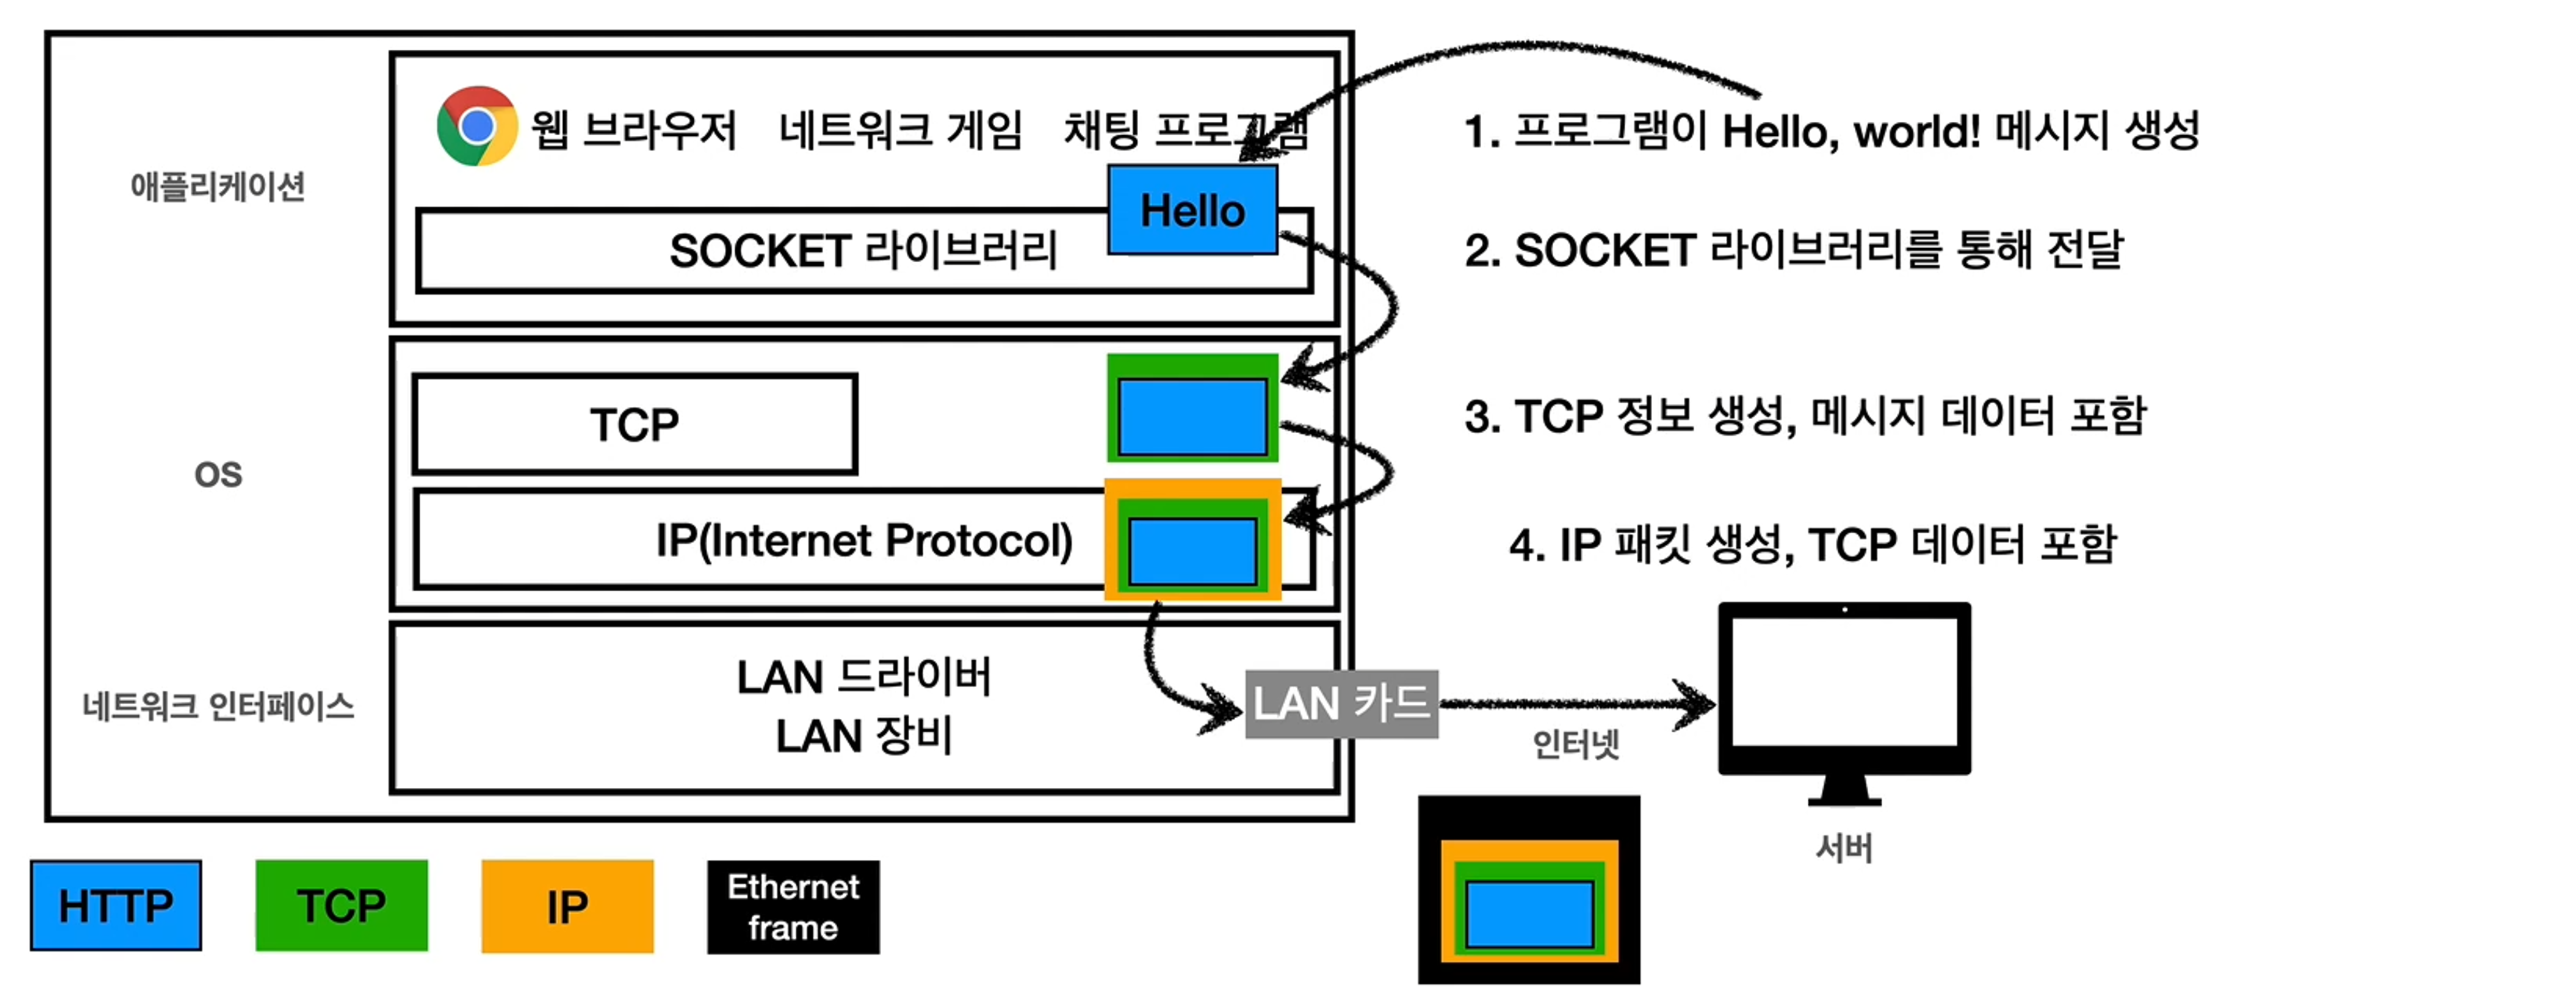 웹 브라우저 네트워크 게임 채팅 프로그램
1. 프로그램이 Hello, world! 메시지 생성
애플리케이션
Hello
SOCKET 라이브러리
2. SOCKET 라이브러리를 통해 전달
TCP
3. TCP 정보 생성, 메시지 데이터 포함
OS
IP(Internet Protocol)
4. IP 패킷 생성, TCP 데이터 포함
네트워크 인터페이스
LAN 드라이버
LAN 장비
LAN 카드
인터넷
서버
HTTP
TCP
IP
Ethernet
frame